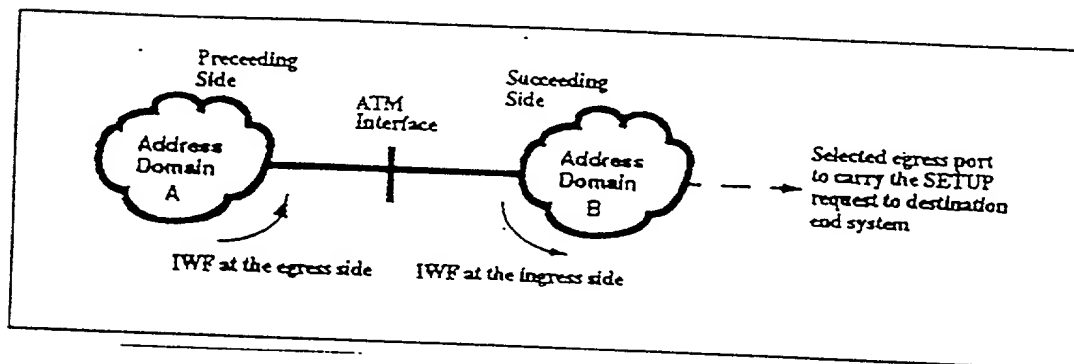 Preceeding
Side
Address
Domain
A
ATM
Interface
Succeeding
Side
Address
Domain
B
Selected egress port
to carry the SETUP
request to destination
end system
IWF at the egress side
IWF at the ingress side